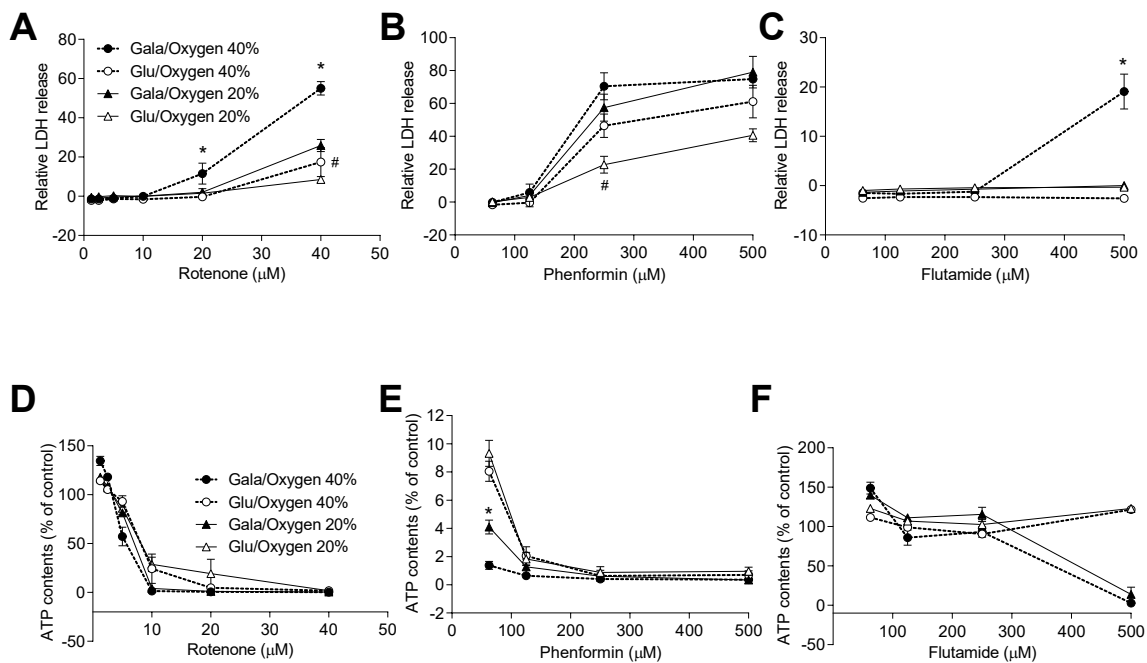 A
Relative LDH release
80
60
40
20
0
-20
0 10 20 30 40 50
Rotenone (μM)
Gala/Oxygen 40%
Glu/Oxygen 40%
Gala/Oxygen 20%
Glu/Oxygen 20%
*
*
#
B
Relative LDH release
100
80
60
40
20
0
-20
0 100 200 300 400 500
Phenformin (μM)
#
C
Relative LDH release
30
20
10
0
-10
0 100 200 300 400 500
Flutamide (μM)
*
D
ATP contents (% of control)
150
100
50
0
-50
10 20 30 40 50
Rotenone (μM)
Gala/Oxygen 40%
Glu/Oxygen 40%
Gala/Oxygen 20%
Glu/Oxygen 20%
E
ATP contents (% of control)
12
10
8
6
4
2
0
-2
0 100 200 300 400 500
Phenformin (μM)
*
F
ATP contents (% of control)
200
150
100
50
0
-50
100 200 300 400 500
Flutamide (μM)